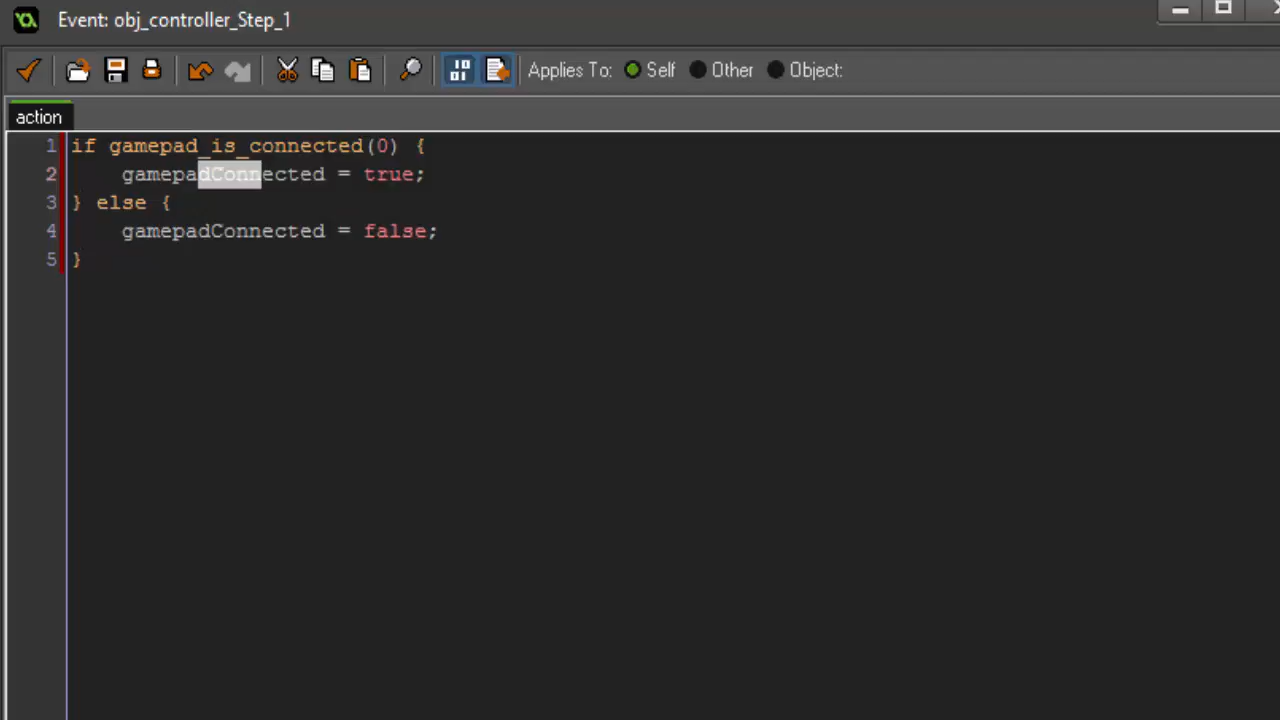 Event: obj_controller_Step_1
Applies To: Self Other Object:
action
1 if gamepad_is_connected(0) {
2 gamepadConnected = true;
3 } else {
4 gamepadConnected = false;
5 }